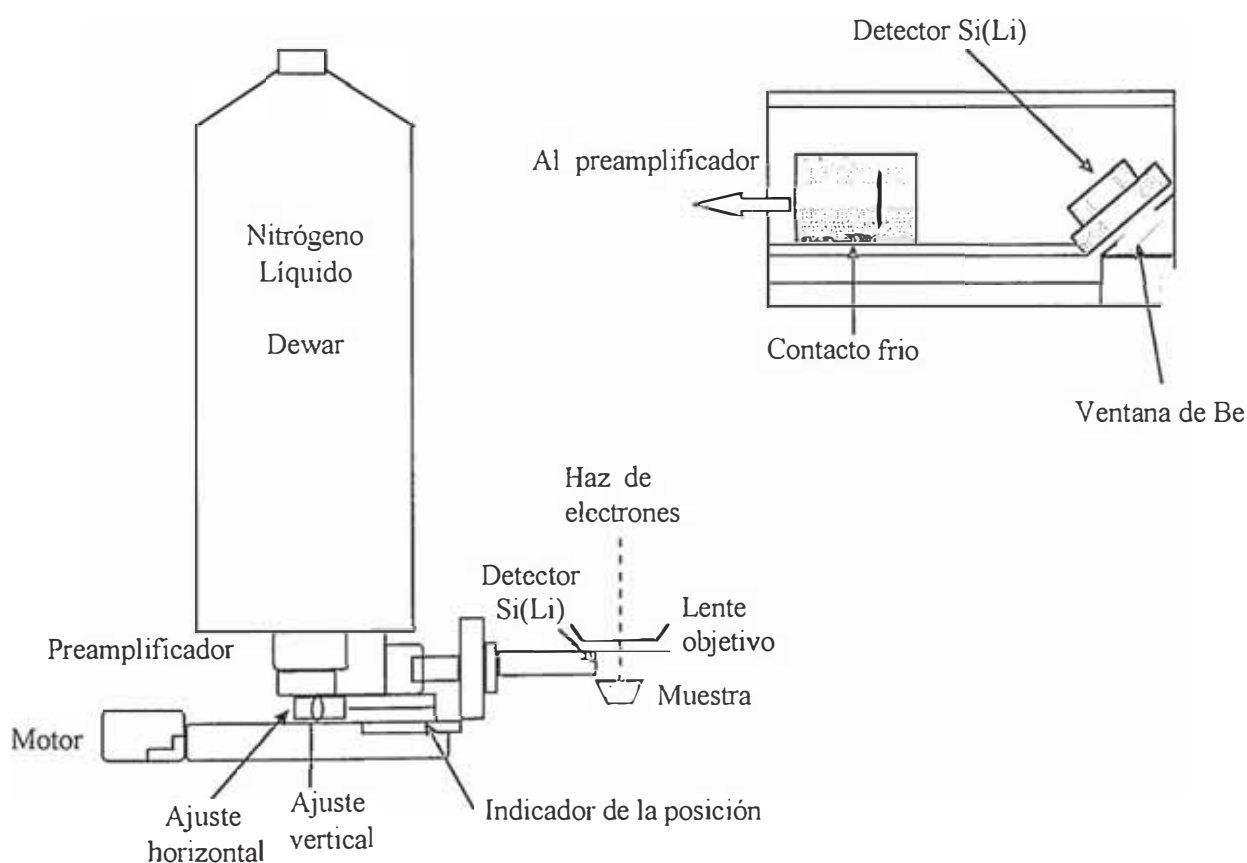 Detector Si(Li)
Al preamplificador
Contacto frio
Ventana de Be
Nitrógeno
Líquido
Dewar
Haz de
electrones
Detector
Si(Li)
Lente
objetivo
Preamplificador
Muestra
Motor
Ajuste
horizontal
Ajuste
vertical
Indicador de la posición